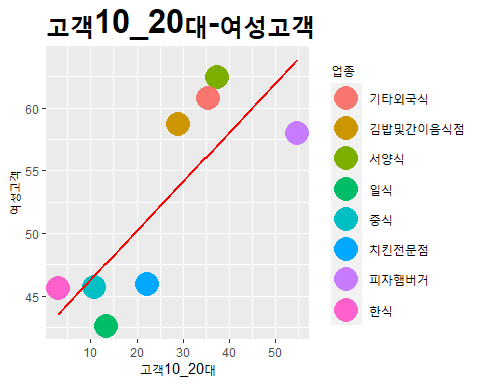 고객10_20대-여성고객
업종
기타외국식
김밥및간이음식점
서양식
일식
중식
치킨전문점
피자햄버거
한식
여성고객
60
55
50
45
10 20 30 40 50
고객10_20대